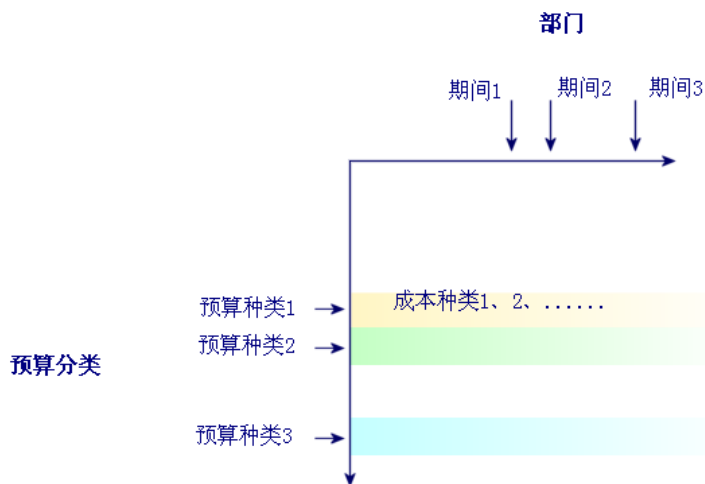 部门
期间1
期间2
期间3
预算种类1
成本种类1、2、......
预算种类2
预算分类
预算种类3